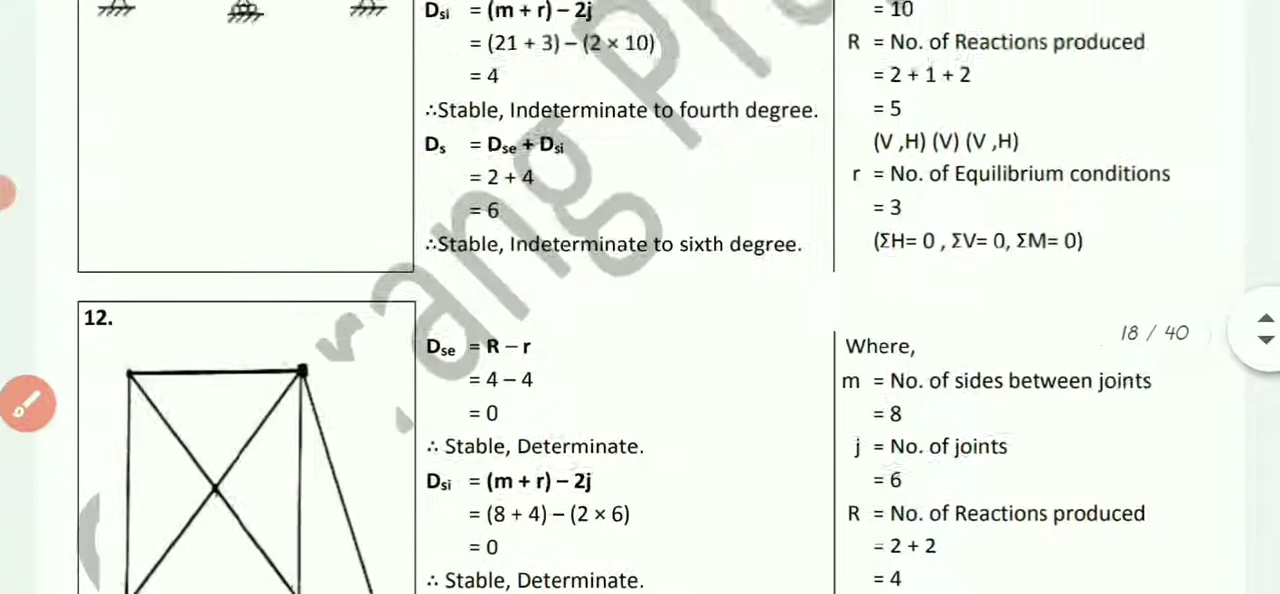 Dsi = (m + r) – 2j
= (21 + 3) – (2 × 10)
= 4
∴Stable, Indeterminate to fourth degree.
Ds = Dse + Dsi
= 2 + 4
= 6
∴Stable, Indeterminate to sixth degree.
= 10
R = No. of Reactions produced
= 2 + 1 + 2
= 5
(V ,H) (V) (V ,H)
r = No. of Equilibrium conditions
= 3
(ΣH= 0 , ΣV= 0, ΣM= 0)
18 / 40
12.
Dse = R – r
= 4 – 4
= 0
∴ Stable, Determinate.
Dsi = (m + r) – 2j
= (8 + 4) – (2 × 6)
= 0
∴ Stable, Determinate.
Where,
m = No. of sides between joints
= 8
j = No. of joints
= 6
R = No. of Reactions produced
= 2 + 2
= 4